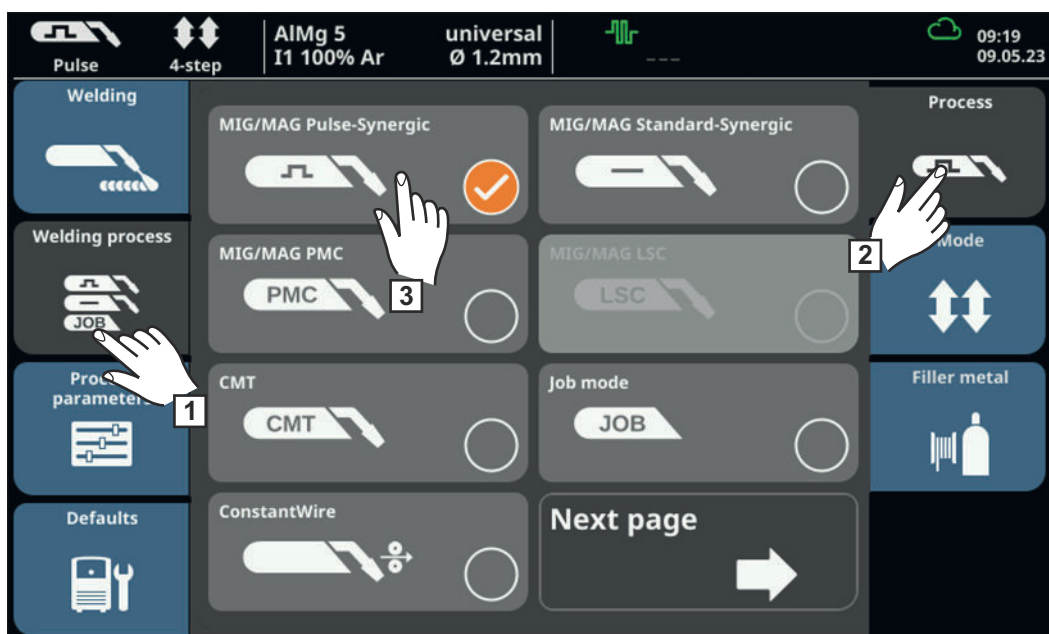 Pulse
4-step
AlMg 5
I1 100% Ar
universal
Ø 1.2mm
---
09:19
09.05.23
Welding
Welding process
JOB
1
Defaults
MIG/MAG Pulse-Synergic
MIG/MAG Standard-Synergic
MIG/MAG PMC
PMC
3
MIG/MAG LSC
LSC
CMT
CMT
Job mode
JOB
ConstantWire
Next page
Process
2
Mode
Filler metal